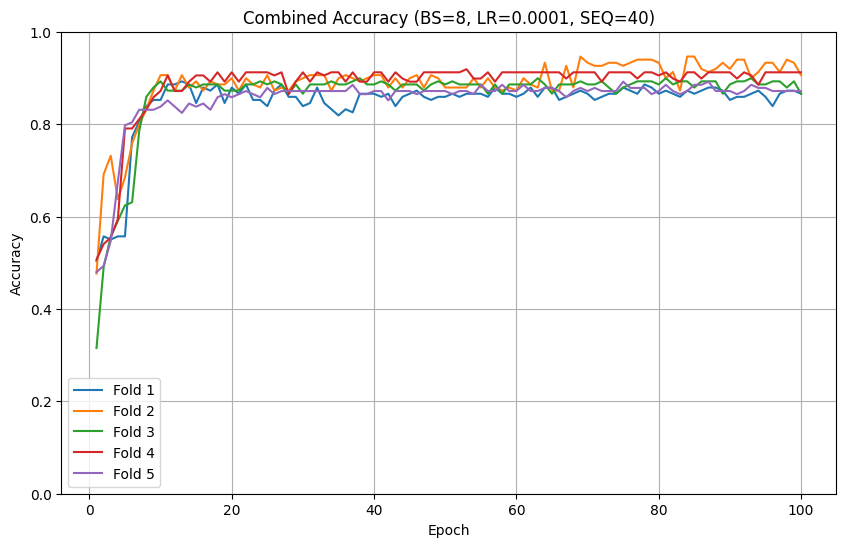 Combined Accuracy (BS=8, LR=0.0001, SEQ=40)
Accuracy
1.0
0.8
0.6
0.4
0.2
0.0
Fold 1
Fold 2
Fold 3
Fold 4
Fold 5
0 20 40 60 80 100
Epoch